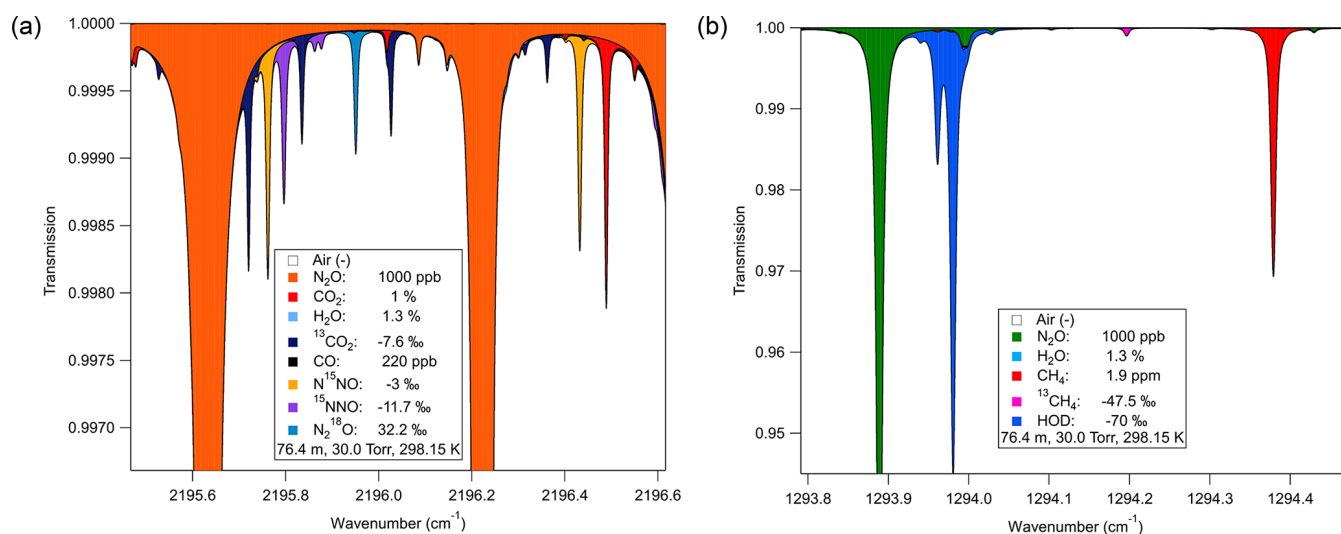 (a)
1.0000
0.9995
0.9990
0.9985
0.9980
0.9975
0.9970
Transmission
Air (-)
N₂O: 1000 ppb
CO₂: 1 %
H₂O: 1.3 %
¹³CO₂: -7.6 ‰
CO: 220 ppb
N¹⁵NO: -3 ‰
¹⁵NNO: -11.7 ‰
N₂¹⁸O: 32.2 ‰
76.4 m, 30.0 Torr, 298.15 K
2195.6 2195.8 2196.0 2196.2 2196.4 2196.6
Wavenumber (cm⁻¹)
(b)
1.00
0.99
0.98
0.97
0.96
0.95
Transmission
Air (-)
N₂O: 1000 ppb
H₂O: 1.3 %
CH₄: 1.9 ppm
¹³CH₄: -47.5 ‰
HOD: -70 ‰
76.4 m, 30.0 Torr, 298.15 K
1293.8 1293.9 1294.0 1294.1 1294.2 1294.3 1294.4
Wavenumber (cm⁻¹)